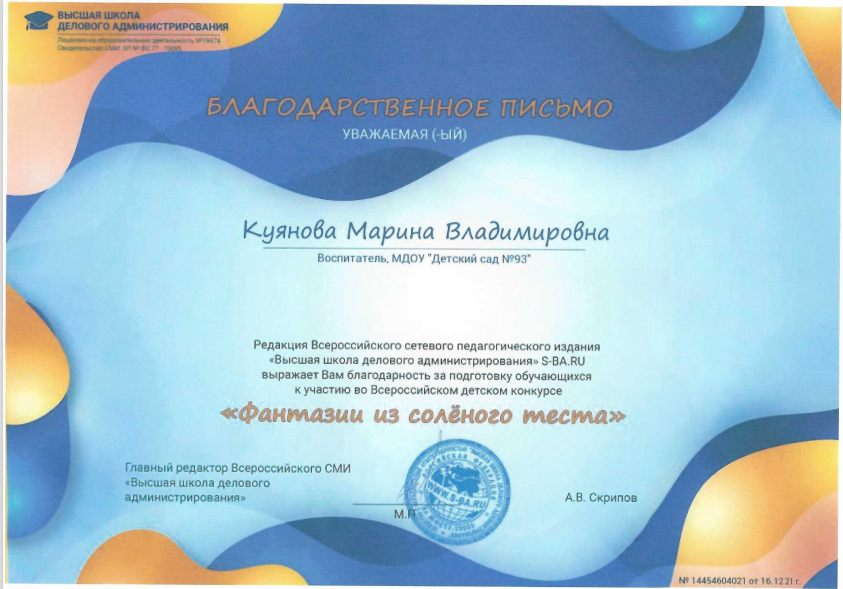 ВЫСШАЯ ШКОЛА
ДЕЛОВОГО АДМИНИСТРИРОВАНИЯ
Лицензия на образовательную деятельность №19674
Свидетельство СМИ: ЭЛ № ФС 77 - 70095
БЛАГОДАРСТВЕННОЕ ПИСЬМО
УВАЖАЕМАЯ (-ЫЙ)
Куянова Марина Владимировна
Воспитатель, МДОУ "Детский сад №93"
Редакция Всероссийского сетевого педагогического издания
«Высшая школа делового администрирования» S-BA.RU
выражает Вам благодарность за подготовку обучающихся
к участию во Всероссийском детском конкурсе
«Фантазии из солёного теста»
Главный редактор Всероссийского СМИ
«Высшая школа делового
администрирования»
М.П
WWW.S-BA.RU
А.В. Скрипов
№ 14454604021 от 16.12.21 г.